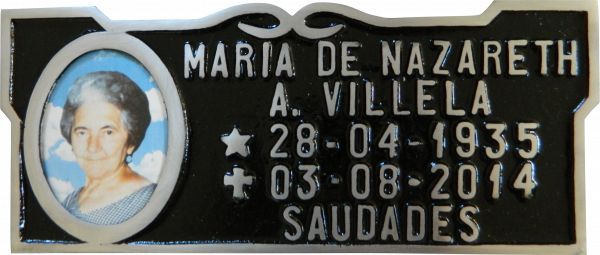 MARIA DE NAZARETH
A. VILLELA
28-04-1935
03-08-2014
SAUDADES